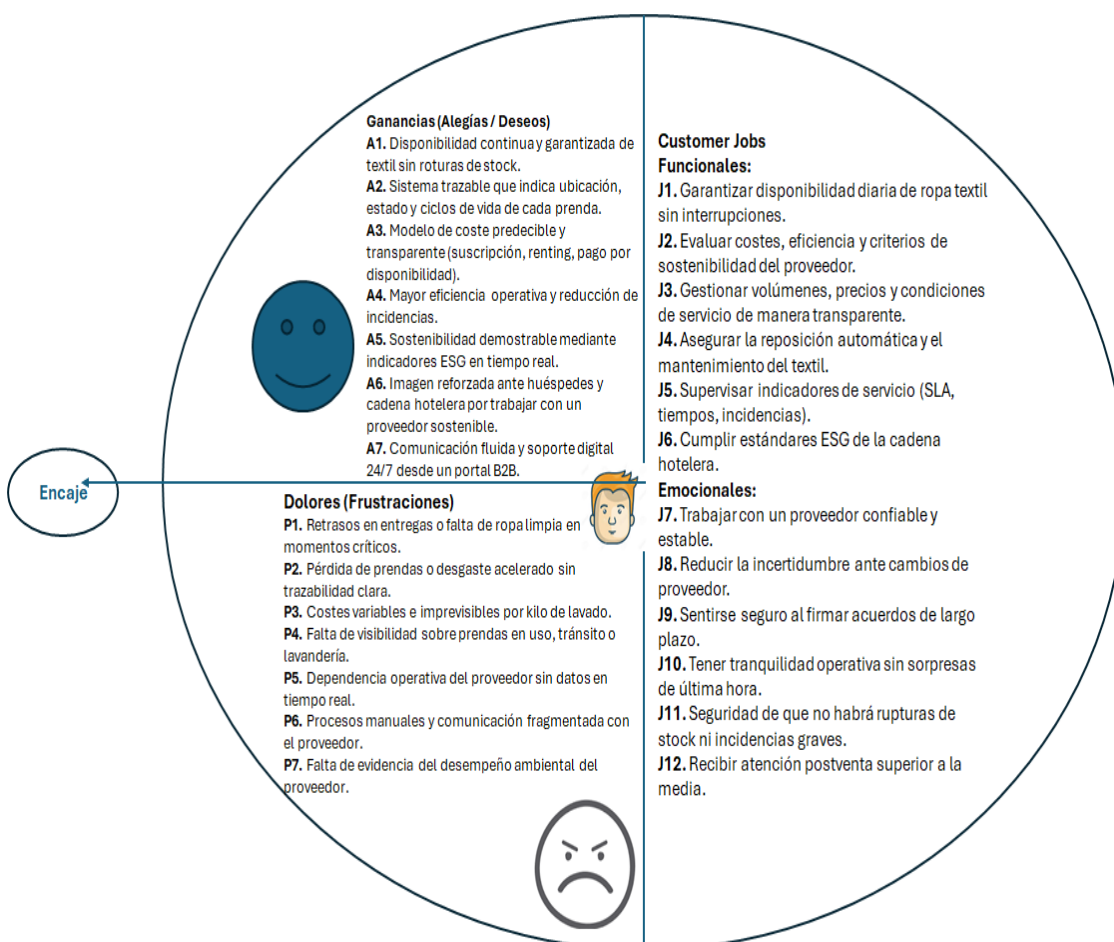 Ganancias (Alegías / Deseos)
A1. Disponibilidad continua y garantizada de
textil sin roturas de stock.
A2. Sistema trazable que indica ubicación,
estado y ciclos de vida de cada prenda.
A3. Modelo de coste predecible y
transparente (suscripción, renting, pago por
disponibilidad).
A4. Mayor eficiencia operativa y reducción de
incidencias.
A5. Sostenibilidad demostrable mediante
indicadores ESG en tiempo real.
A6. Imagen reforzada ante huéspedes y
cadena hotelera por trabajar con un
proveedor sostenible.
A7. Comunicación fluida y soporte digital
24/7 desde un portal B2B.
Encaje
Dolores (Frustraciones)
P1. Retrasos en entregas o falta de ropa limpia en
momentos críticos.
P2. Pérdida de prendas o desgaste acelerado sin
trazabilidad clara.
P3. Costes variables e imprevisibles por kilo de lavado.
P4. Falta de visibilidad sobre prendas en uso, tránsito o
lavandería.
P5. Dependencia operativa del proveedor sin datos en
tiempo real.
P6. Procesos manuales y comunicación fragmentada con
el proveedor.
P7. Falta de evidencia del desempeño ambiental del
proveedor.
Customer Jobs
Funcionales:
J1. Garantizar disponibilidad diaria de ropa textil
sin interrupciones.
J2. Evaluar costes, eficiencia y criterios de
sostenibilidad del proveedor.
J3. Gestionar volúmenes, precios y condiciones
de servicio de manera transparente.
J4. Asegurar la reposición automática y el
mantenimiento del textil.
J5. Supervisar indicadores de servicio (SLA,
tiempos, incidencias).
J6. Cumplir estándares ESG de la cadena
hotelera.
Emocionales:
J7. Trabajar con un proveedor confiable y
estable.
J8. Reducir la incertidumbre ante cambios de
proveedor.
J9. Sentirse seguro al firmar acuerdos de largo
plazo.
J10. Tener tranquilidad operativa sin sorpresas
de última hora.
J11. Seguridad de que no habrá rupturas de
stock ni incidencias graves.
J12. Recibir atención postventa superior a la
media.